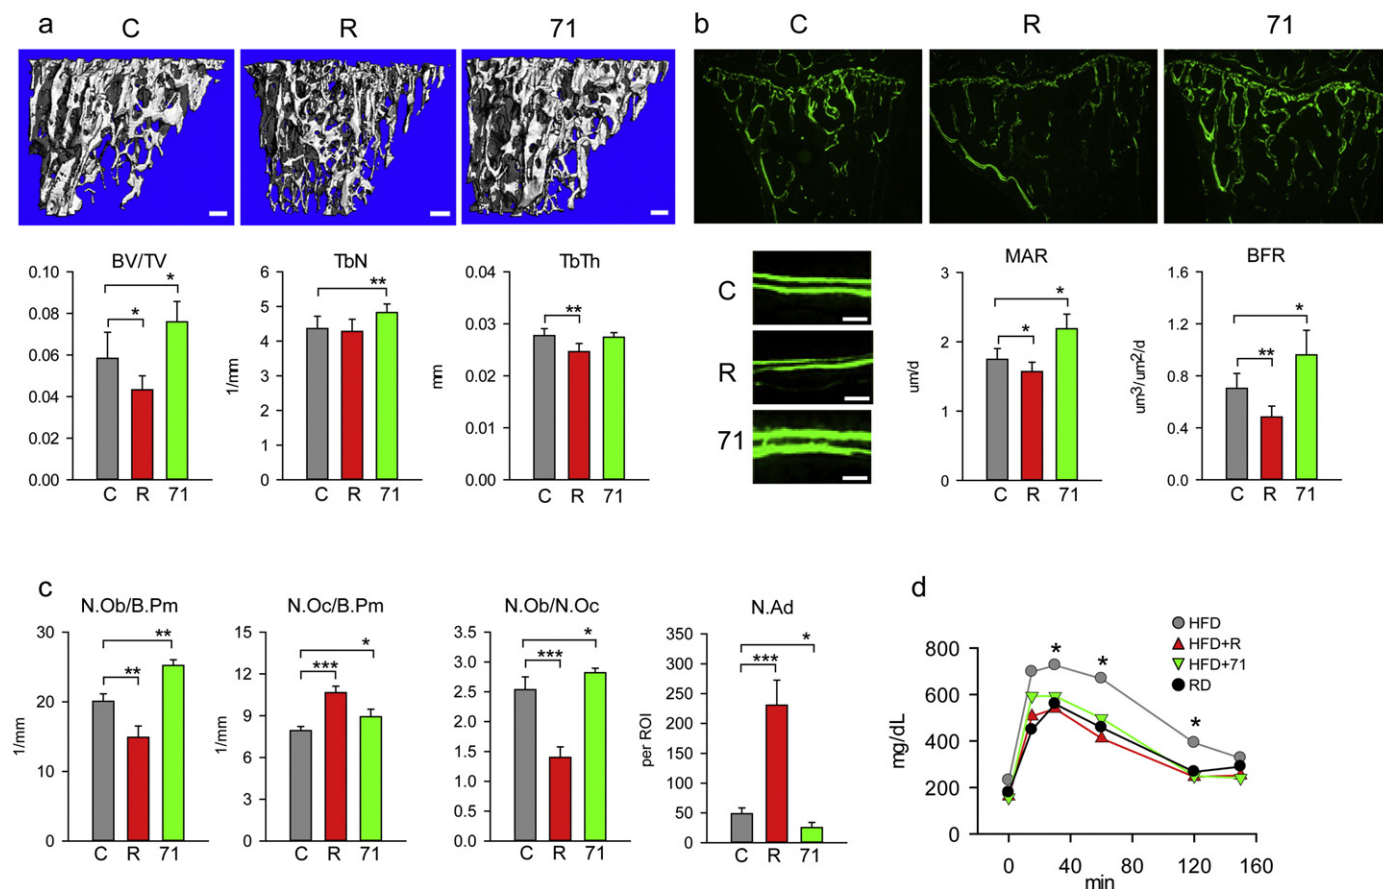 a C R 71
b C R 71
BV/TV
0.10
0.08
0.06
0.04
0.02
0.00
* *
C R 71
TbN
1/mm
6
5
4
3
2
1
0
**
C R 71
TbTh
mm
0.04
0.03
0.02
0.01
0.00
**
C R 71
C
R
71
MAR
um/d
3
2
1
0
* *
C R 71
BFR
um³/um²/d
1.6
1.2
0.8
0.4
0.0
** *
C R 71
c
N.Ob/B.Pm
1/mm
30
20
10
0
** **
C R 71
N.Oc/B.Pm
1/mm
15
12
9
6
3
0
*** *
C R 71
N.Ob/N.Oc
3.5
3.0
2.5
2.0
1.5
1.0
0.5
0.0
*** *
C R 71
N.Ad
per ROI
350
300
250
200
150
100
50
0
*** *
C R 71
d
HFD
HFD+R
HFD+71
RD
mg/dL
800
600
400
200
0
* * *
0 40 80 120 160
min